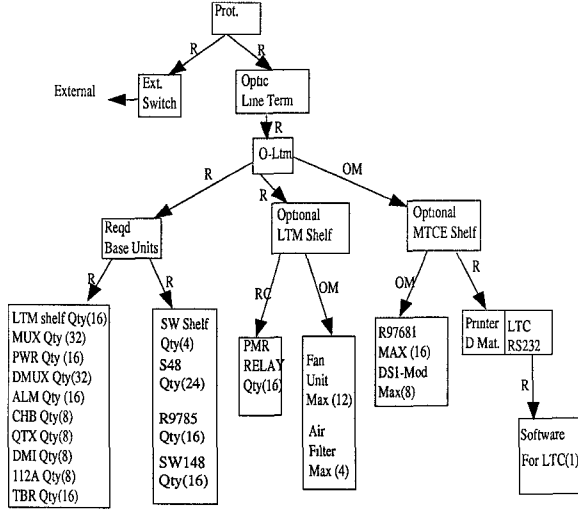 Prot.
R
R
External
Ext.
Switch
Optic
Line Term
R
O-Ltm
R
R
OM
Reqd
Base Units
Optional
LTM Shelf
Optional
MTCE Shelf
R
R
RC
OM
OM
R
LTM shelf Qty(16)
MUX Qty (32)
PWR Qty (16)
DMUX Qty(32)
ALM Qty (16)
CHB Qty(8)
QTX Qty(8)
DMI Qty(8)
112A Qty(8)
TBR Qty(16)
SW Shelf
Qty(4)
S48
Qty(24)
R9785
Qty(16)
SW148
Qty(16)
PMR
RELAY
Qty(16)
Fan
Unit
Max (12)
Air
Filter
Max (4)
R97681
MAX (16)
DS1-Mod
Max(8)
Printer
D Mat.
LTC
RS232
R
Software
For LTC(1)